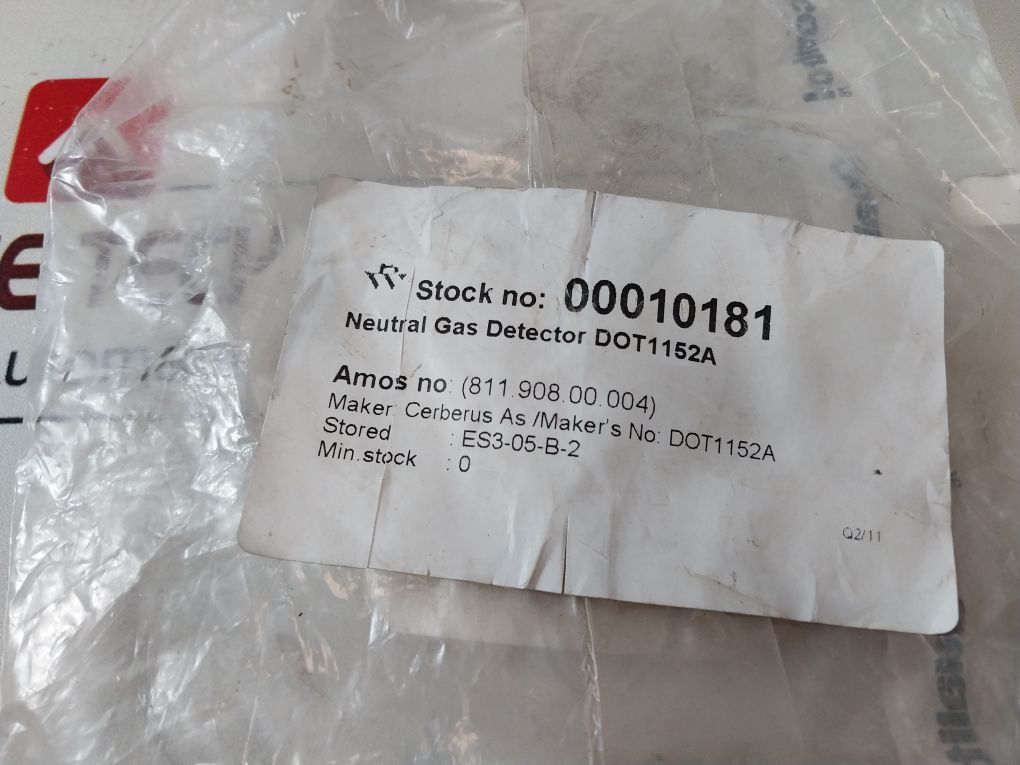 Stock no: 00010181
Neutral Gas Detector DOT1152A
Amos no: (811.908.00.004)
Maker: Cerberus As /Maker's No: DOT1152A
Stored : ES3-05-B-2
Min.stock : 0
Q2/11